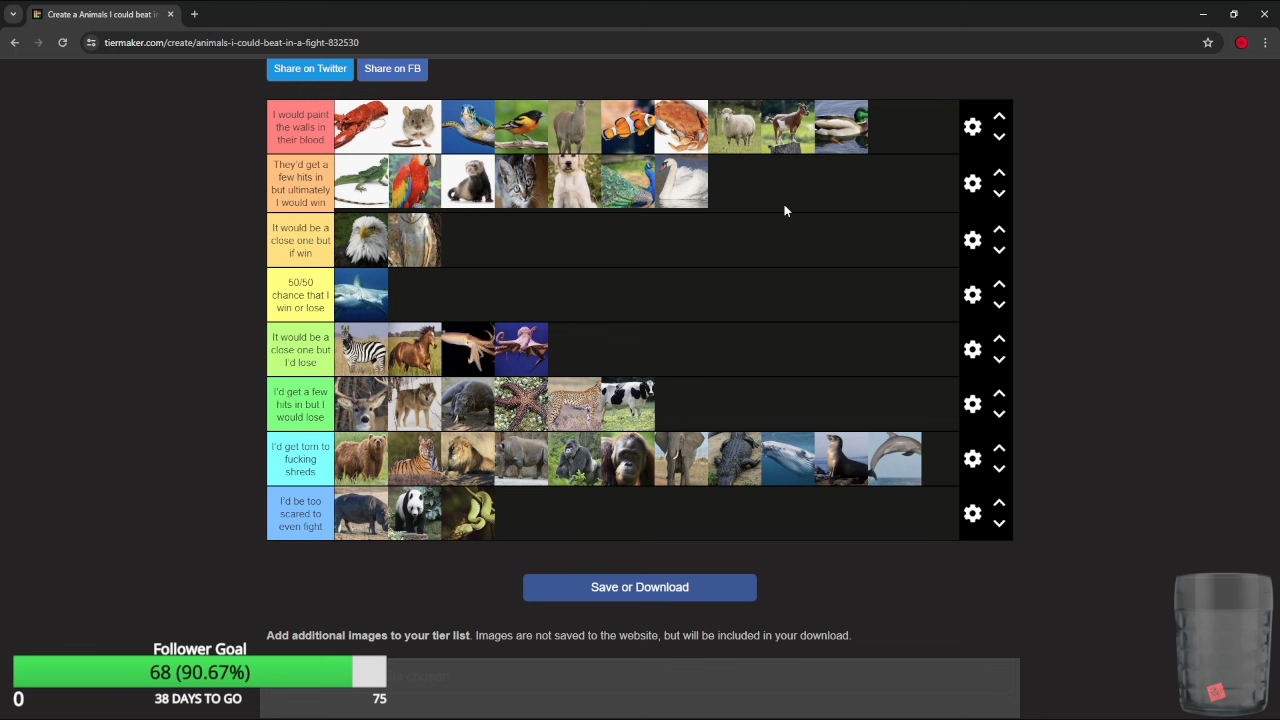 Create a Animals I could beat in
tiermaker.com/create/animals-i-could-beat-in-a-fight-832530
Share on Twitter
Share on FB
I would paint
the walls in
their blood
They'd get a
few hits in
but ultimately
I would win
It would be a
close one but
if win
50/50
chance that I
win or lose
It would be a
close one but
I'd lose
I'd get a few
hits in but I
would lose
I'd get torn to
fucking
shreds
I'd be too
scared to
even fight
Save or Download
Add additional images to your tier list. Images are not saved to the website, but will be included in your download.
Follower Goal
68 (90.67%)
0
38 DAYS TO GO
75